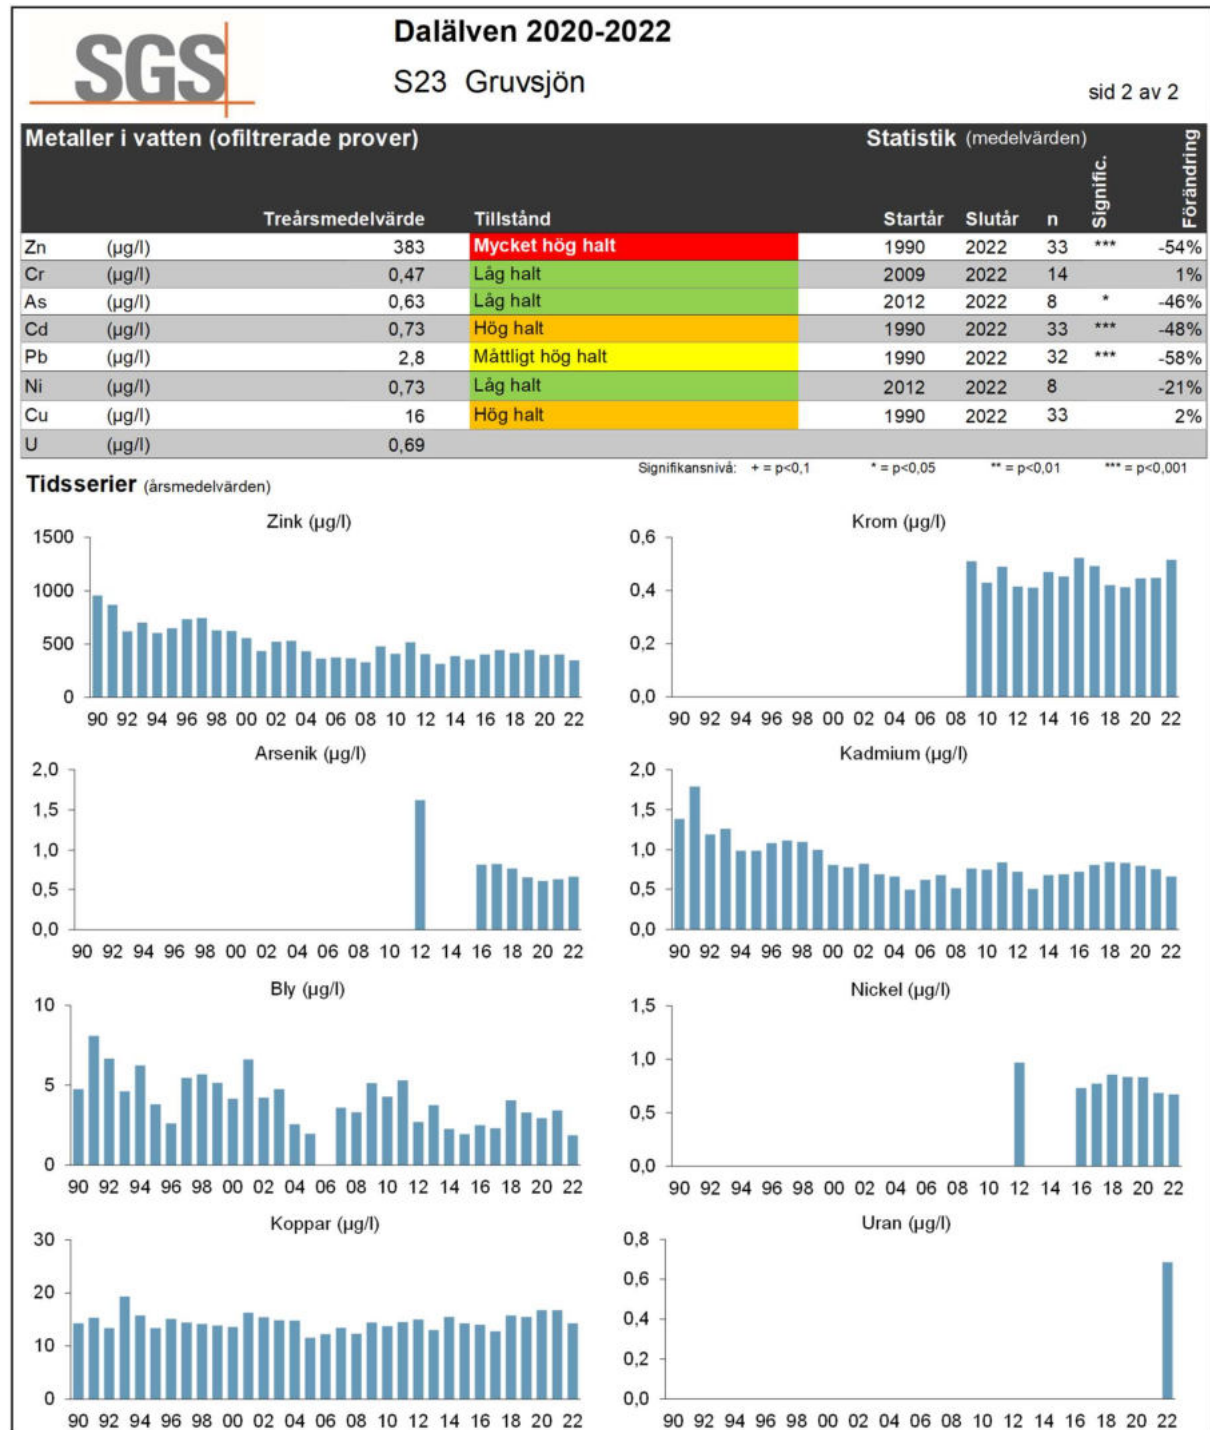 SGS
Dalälven 2020-2022
S23 Gruvsjön
sid 2 av 2
Metaller i vatten (ofiltrerade prover) Statistik (medelvärden)
Treårsmedelvärde Tillstånd Startår Slutår n Signific. Förändring
Zn (µg/l) 383 Mycket hög halt 1990 2022 33 *** -54%
Cr (µg/l) 0,47 Låg halt 2009 2022 14 1%
As (µg/l) 0,63 Låg halt 2012 2022 8 * -46%
Cd (µg/l) 0,73 Hög halt 1990 2022 33 *** -48%
Pb (µg/l) 2,8 Måttligt hög halt 1990 2022 32 *** -58%
Ni (µg/l) 0,73 Låg halt 2012 2022 8 -21%
Cu (µg/l) 16 Hög halt 1990 2022 33 2%
U (µg/l) 0,69
Signifikansnivå: + = p<0,1 * = p<0,05 ** = p<0,01 *** = p<0,001
Tidsserier (årsmedelvärden)
Zink (µg/l)
1500
1000
500
0
90 92 94 96 98 00 02 04 06 08 10 12 14 16 18 20 22
Krom (µg/l)
0,6
0,4
0,2
0,0
90 92 94 96 98 00 02 04 06 08 10 12 14 16 18 20 22
Arsenik (µg/l)
2,0
1,5
1,0
0,5
0,0
90 92 94 96 98 00 02 04 06 08 10 12 14 16 18 20 22
Kadmium (µg/l)
2,0
1,5
1,0
0,5
0,0
90 92 94 96 98 00 02 04 06 08 10 12 14 16 18 20 22
Bly (µg/l)
10
5
0
90 92 94 96 98 00 02 04 06 08 10 12 14 16 18 20 22
Nickel (µg/l)
1,5
1,0
0,5
0,0
90 92 94 96 98 00 02 04 06 08 10 12 14 16 18 20 22
Koppar (µg/l)
30
20
10
0
90 92 94 96 98 00 02 04 06 08 10 12 14 16 18 20 22
Uran (µg/l)
0,8
0,6
0,4
0,2
0,0
90 92 94 96 98 00 02 04 06 08 10 12 14 16 18 20 22